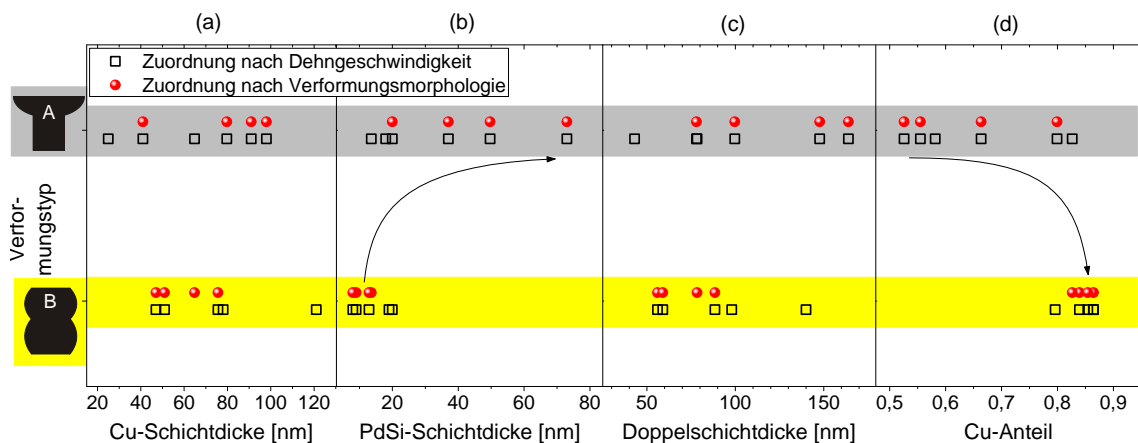 (a) (b) (c) (d)
Zuordnung nach Dehngeschwindigkeit
Zuordnung nach Verformungsmorphologie
A
Verfor-
mungstyp
B
20 40 60 80 100 120 0 20 40 60 80 50 100 150 0,5 0,6 0,7 0,8 0,9
Cu-Schichtdicke [nm] PdSi-Schichtdicke [nm] Doppelschichtdicke [nm] Cu-Anteil